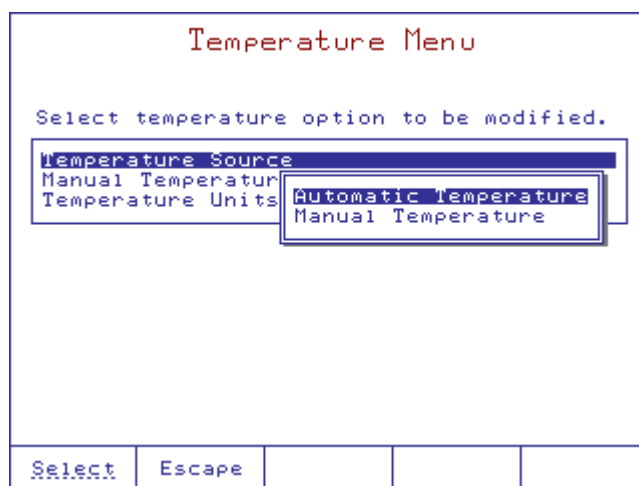 Temperature Menu
Select temperature option to be modified.
Temperature Source
Manual Temperatur
Temperature Units
Automatic Temperature
Manual Temperature
Select Escape